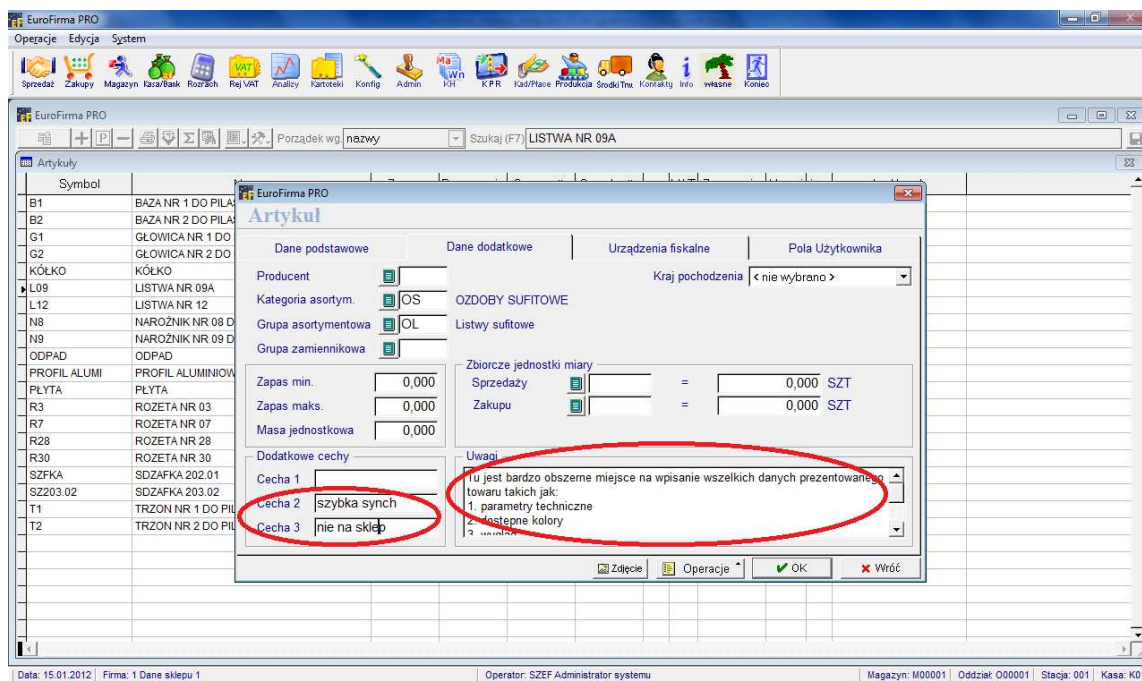 EuroFirma PRO
Operacje Edycja System
Sprzedaż Zakupy Magazyn Kasa/Bank Rozrach Rej VAT Analizy Kartoteki Konfig Admin KH KPR Kad/Płace Produkcja Środki Trw. Kontakty Info własne Koniec
EuroFirma PRO
Porządek wg nazwy Szukaj (F7) LISTWA NR 09A
Artykuły
Symbol
B1 BAZA NR 1 DO
B2 BAZA NR 2 DO
G1 GŁOWICA NR 1 DO
G2 GŁOWICA NR 2 DO
KÓŁKO KÓŁKO
L09 LISTWA NR 09A
L12 LISTWA NR 12
N8 NAROŻNIK NR 08 D
N9 NAROŻNIK NR 09 D
ODPAD ODPAD
PROFIL ALUMI PROFIL ALUMINIOW
PŁYTA PŁYTA
R3 ROZETA NR 03
R7 ROZETA NR 07
R28 ROZETA NR 28
R30 ROZETA NR 30
SZFKA SDZAFKA 202.01
SZ203.02 SDZAFKA 203.02
T1 TRZON NR 1 DO PIL
T2 TRZON NR 2 DO PIL
EuroFirma PRO
Artykuł
Dane podstawowe Dane dodatkowe Urządzenia fiskalne Pola Użytkownika
Producent Kraj pochodzenia < nie wybrano >
Kategoria asortym. OS OZDOBY SUFITOWE
Grupa asortymentowa OL Listwy sufitowe
Grupa zamiennikowa
Zbiorcze jednostki miary
Zapas min. 0,000 Sprzedaży = 0,000 SZT
Zapas maks. 0,000 Zakupu = 0,000 SZT
Masa jednostkowa 0,000
Dodatkowe cechy Uwagi
Cechа 1
Cecha 2 szybka synch
Cecha 3 nie na sklep
Tu jest bardzo obszerne miejsce na wpisanie wszelkich danych prezentowanego
towaru takich jak:
1. parametry techniczne
2. dostępne kolory
3. wygląd
Zdjęcie Operacje OK Wróć
Data: 15.01.2012 Firma: 1 Dane sklepu 1 Operator: SZEF Administrator systemu Magazyn: M00001 Oddział: O00001 Stacja: 001 Kasa: K0